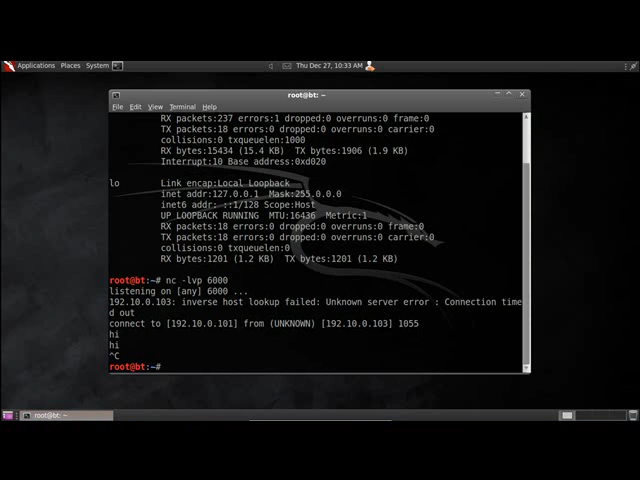 Applications Places System Thu Dec 27, 10:33 AM
root@bt: ~
File Edit View Terminal Help
RX packets:237 errors:1 dropped:0 overruns:0 frame:0
TX packets:18 errors:0 dropped:0 overruns:0 carrier:0
collisions:0 txqueuelen:1000
RX bytes:15434 (15.4 KB) TX bytes:1906 (1.9 KB)
Interrupt:10 Base address:0xd020
lo Link encap:Local Loopback
inet addr:127.0.0.1 Mask:255.0.0.0
inet6 addr: ::1/128 Scope:Host
UP LOOPBACK RUNNING MTU:16436 Metric:1
RX packets:18 errors:0 dropped:0 overruns:0 frame:0
TX packets:18 errors:0 dropped:0 overruns:0 carrier:0
collisions:0 txqueuelen:0
RX bytes:1201 (1.2 KB) TX bytes:1201 (1.2 KB)
root@bt:~# nc -lvp 6000
listening on [any] 6000 ...
192.10.0.103: inverse host lookup failed: Unknown server error : Connection time
d out
connect to [192.10.0.101] from (UNKNOWN) [192.10.0.103] 1055
hi
hi
^C
root@bt:~#
root@bt: ~